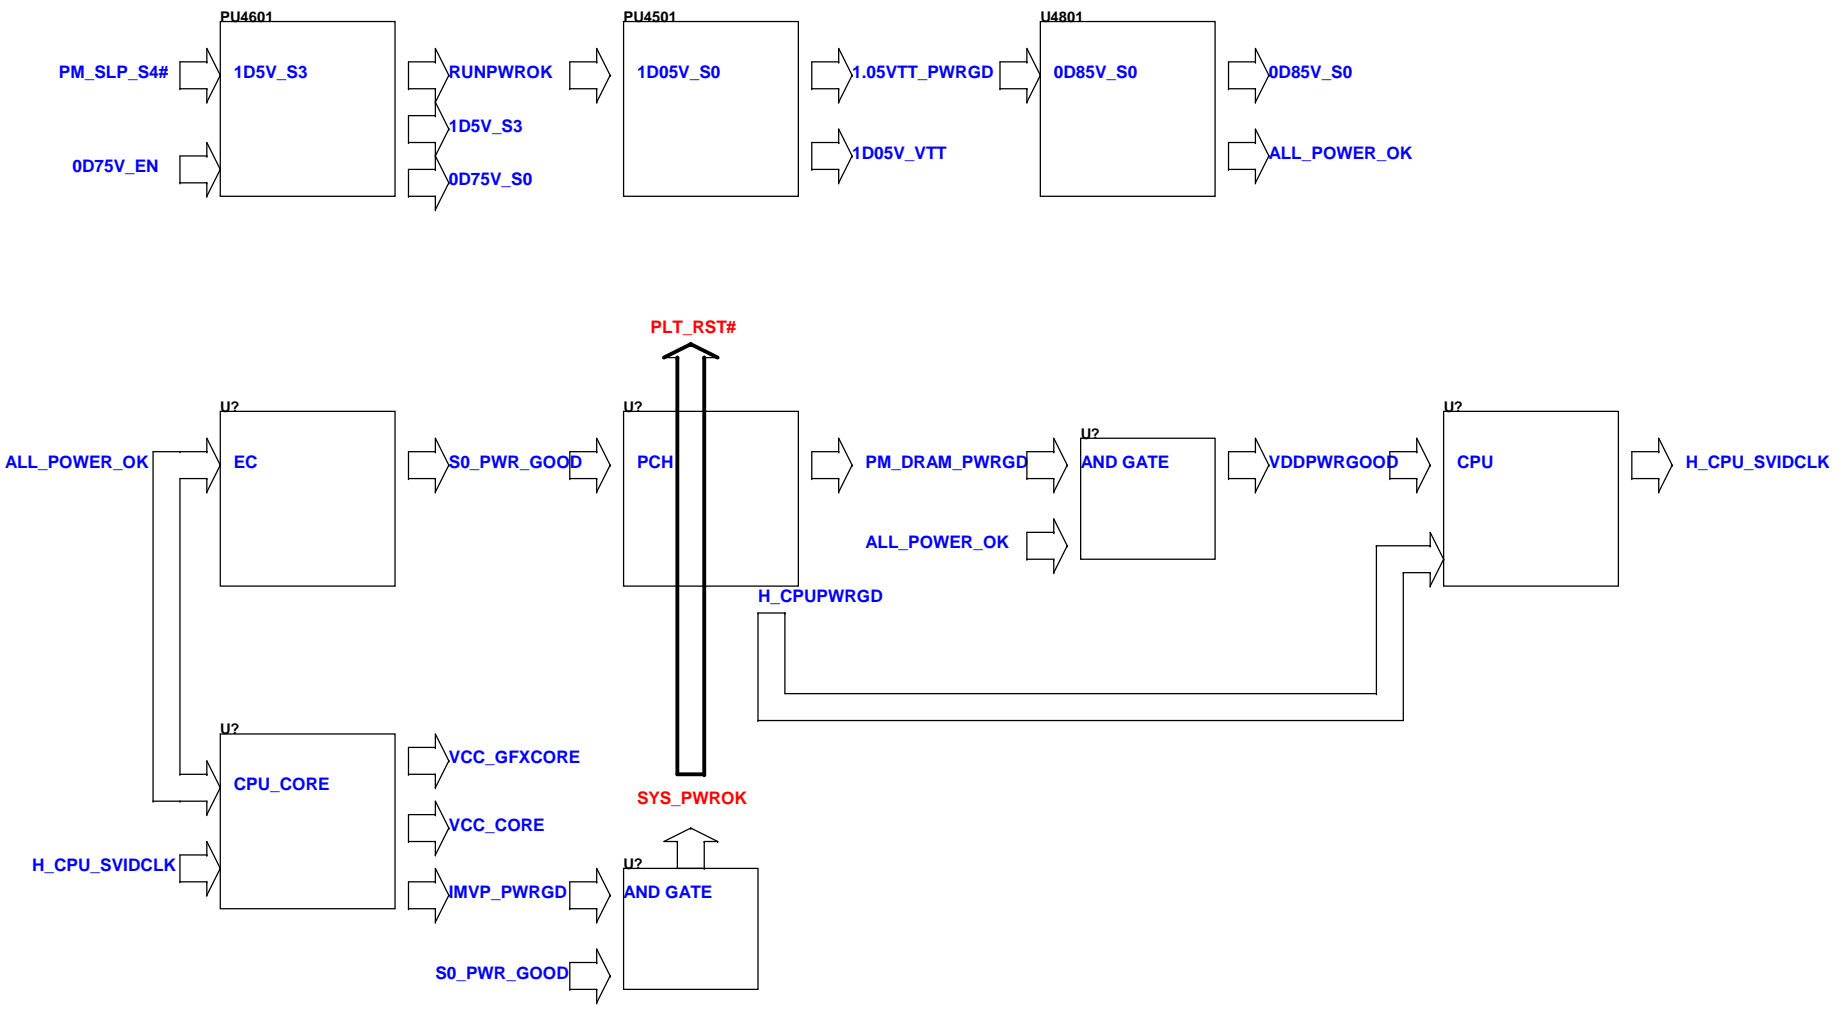 PU4601
PU4501
U4801
PM_SLP_S4#
1D5V_S3
RUNPWROK
1D05V_S0
1.05VTT_PWRGD
0D85V_S0
0D85V_S0
1D5V_S3
0D75V_EN
0D75V_S0
1D05V_VTT
ALL_POWER_OK
PLT_RST#
U?
U?
U?
U?
ALL_POWER_OK
EC
S0_PWR_GOOD
PCH
PM_DRAM_PWRGD
AND GATE
VDDPWRGOOD
CPU
H_CPU_SVIDCLK
ALL_POWER_OK
H_CPUPWRGD
U?
VCC_GFXCORE
CPU_CORE
SYS_PWROK
VCC_CORE
U?
H_CPU_SVIDCLK
IMVP_PWRGD
AND GATE
S0_PWR_GOOD